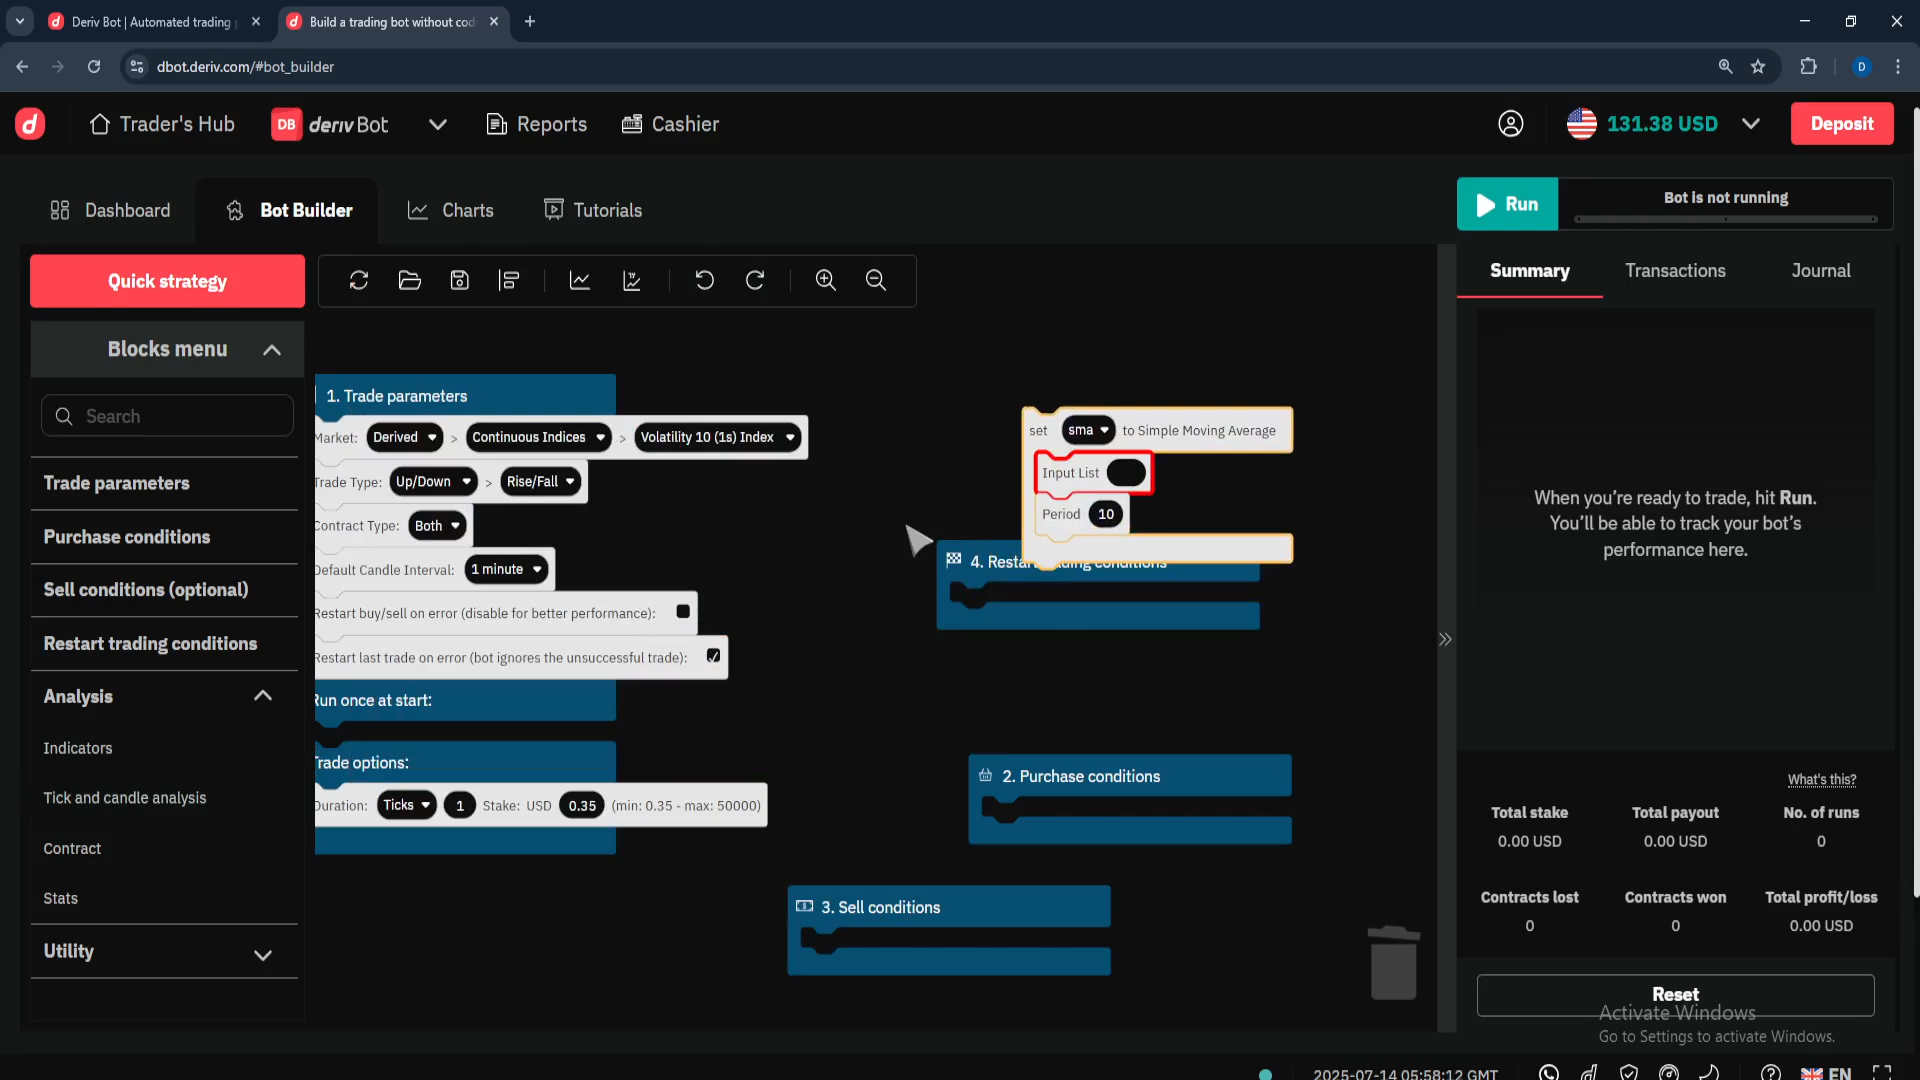 Deriv Bot | Automated trading
Build a trading bot without cod
dbot.deriv.com/#bot_builder
D
Trader's Hub
DB deriv Bot
Reports
Cashier
131.38 USD
Deposit
Dashboard
Bot Builder
Charts
Tutorials
Run
Bot is not running
Quick strategy
Summary
Transactions
Journal
Blocks menu
Search
Trade parameters
Purchase conditions
Sell conditions (optional)
Restart trading conditions
Analysis
Indicators
Tick and candle analysis
Contract
Stats
Utility
1. Trade parameters
Market: Derived > Continuous Indices > Volatility 10 (1s) Index
Trade Type: Up/Down > Rise/Fall
Contract Type: Both
Default Candle Interval: 1 minute
Restart buy/sell on error (disable for better performance):
Restart last trade on error (bot ignores the unsuccessful trade):
Run once at start:
Trade options:
Duration: Ticks 1 Stake: USD 0.35 (min: 0.35 - max: 50000)
set sma to Simple Moving Average
Input List
Period 10
4. Restart trading conditions
2. Purchase conditions
3. Sell conditions
When you're ready to trade, hit Run.
You'll be able to track your bot's
performance here.
What's this?
Total stake
0.00 USD
Total payout
0.00 USD
No. of runs
0
Contracts lost
0
Contracts won
0
Total profit/loss
0.00 USD
Reset
Activate Windows
Go to Settings to activate Windows.
2025-07-14 05:58:12 GMT
EN